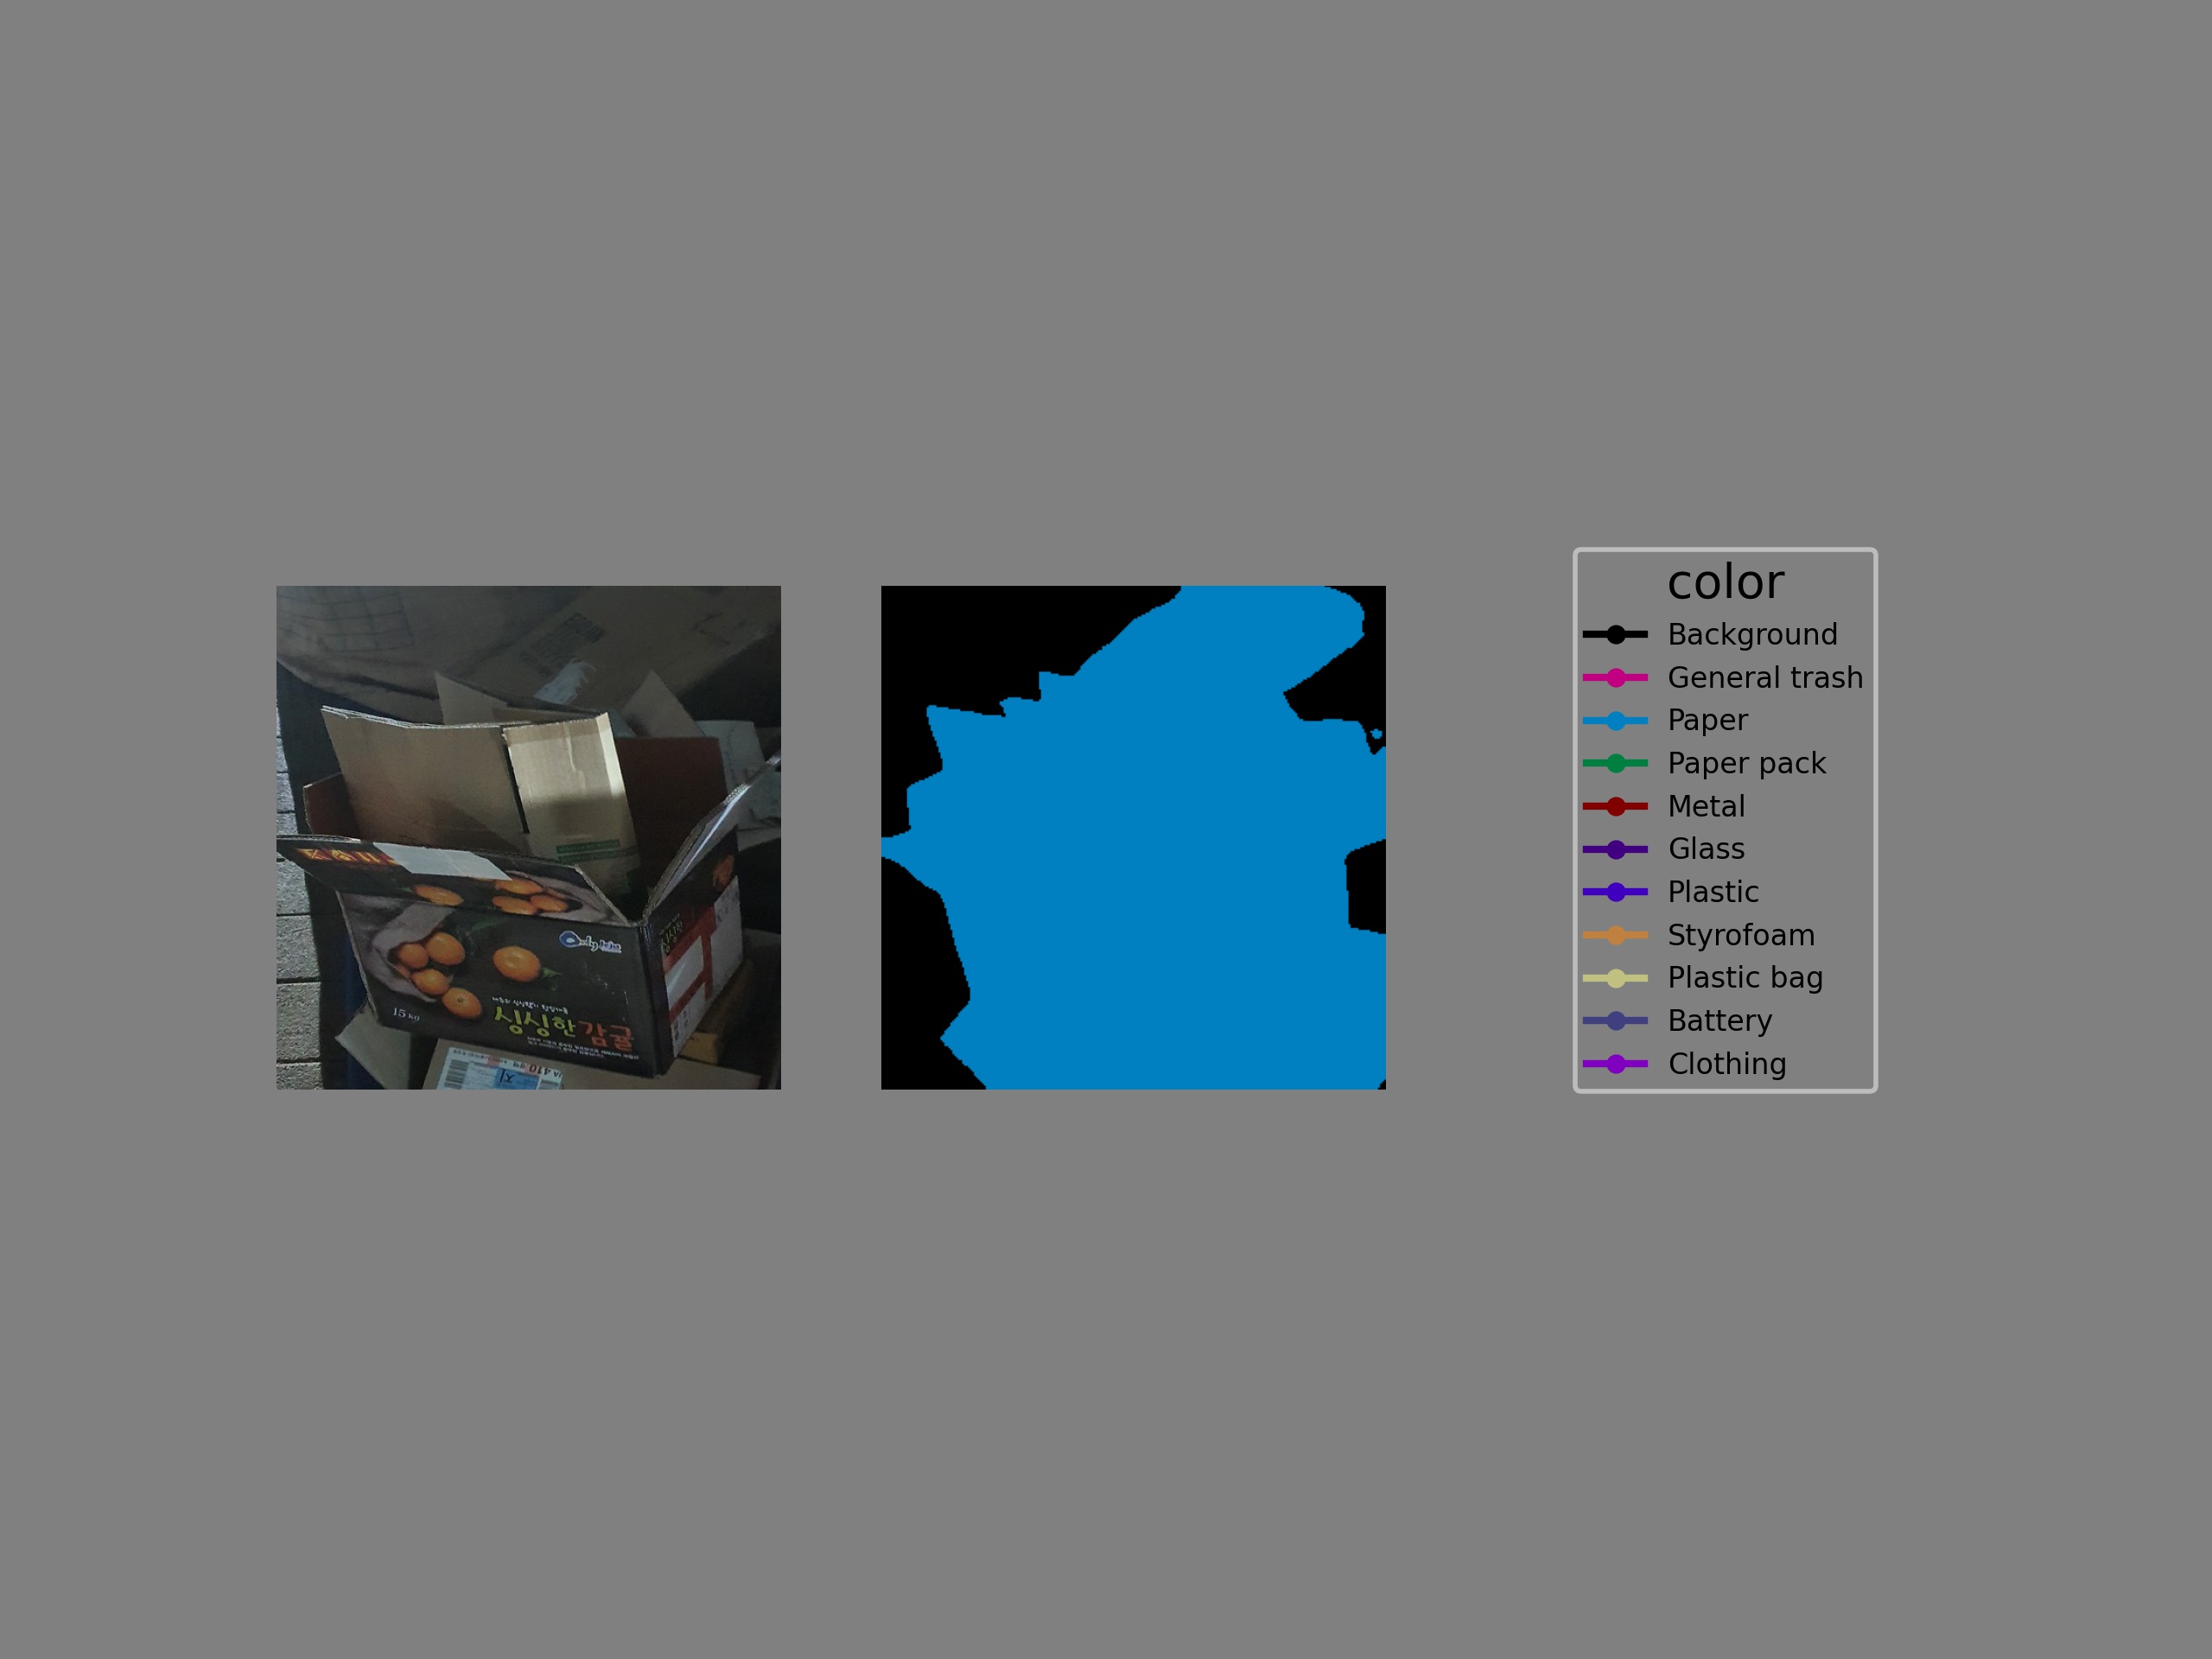 color
Background
General trash
Paper
Paper pack
Metal
Glass
Plastic
Styrofoam
Plastic bag
Battery
Clothing
15 kg
싱싱한감귤
410